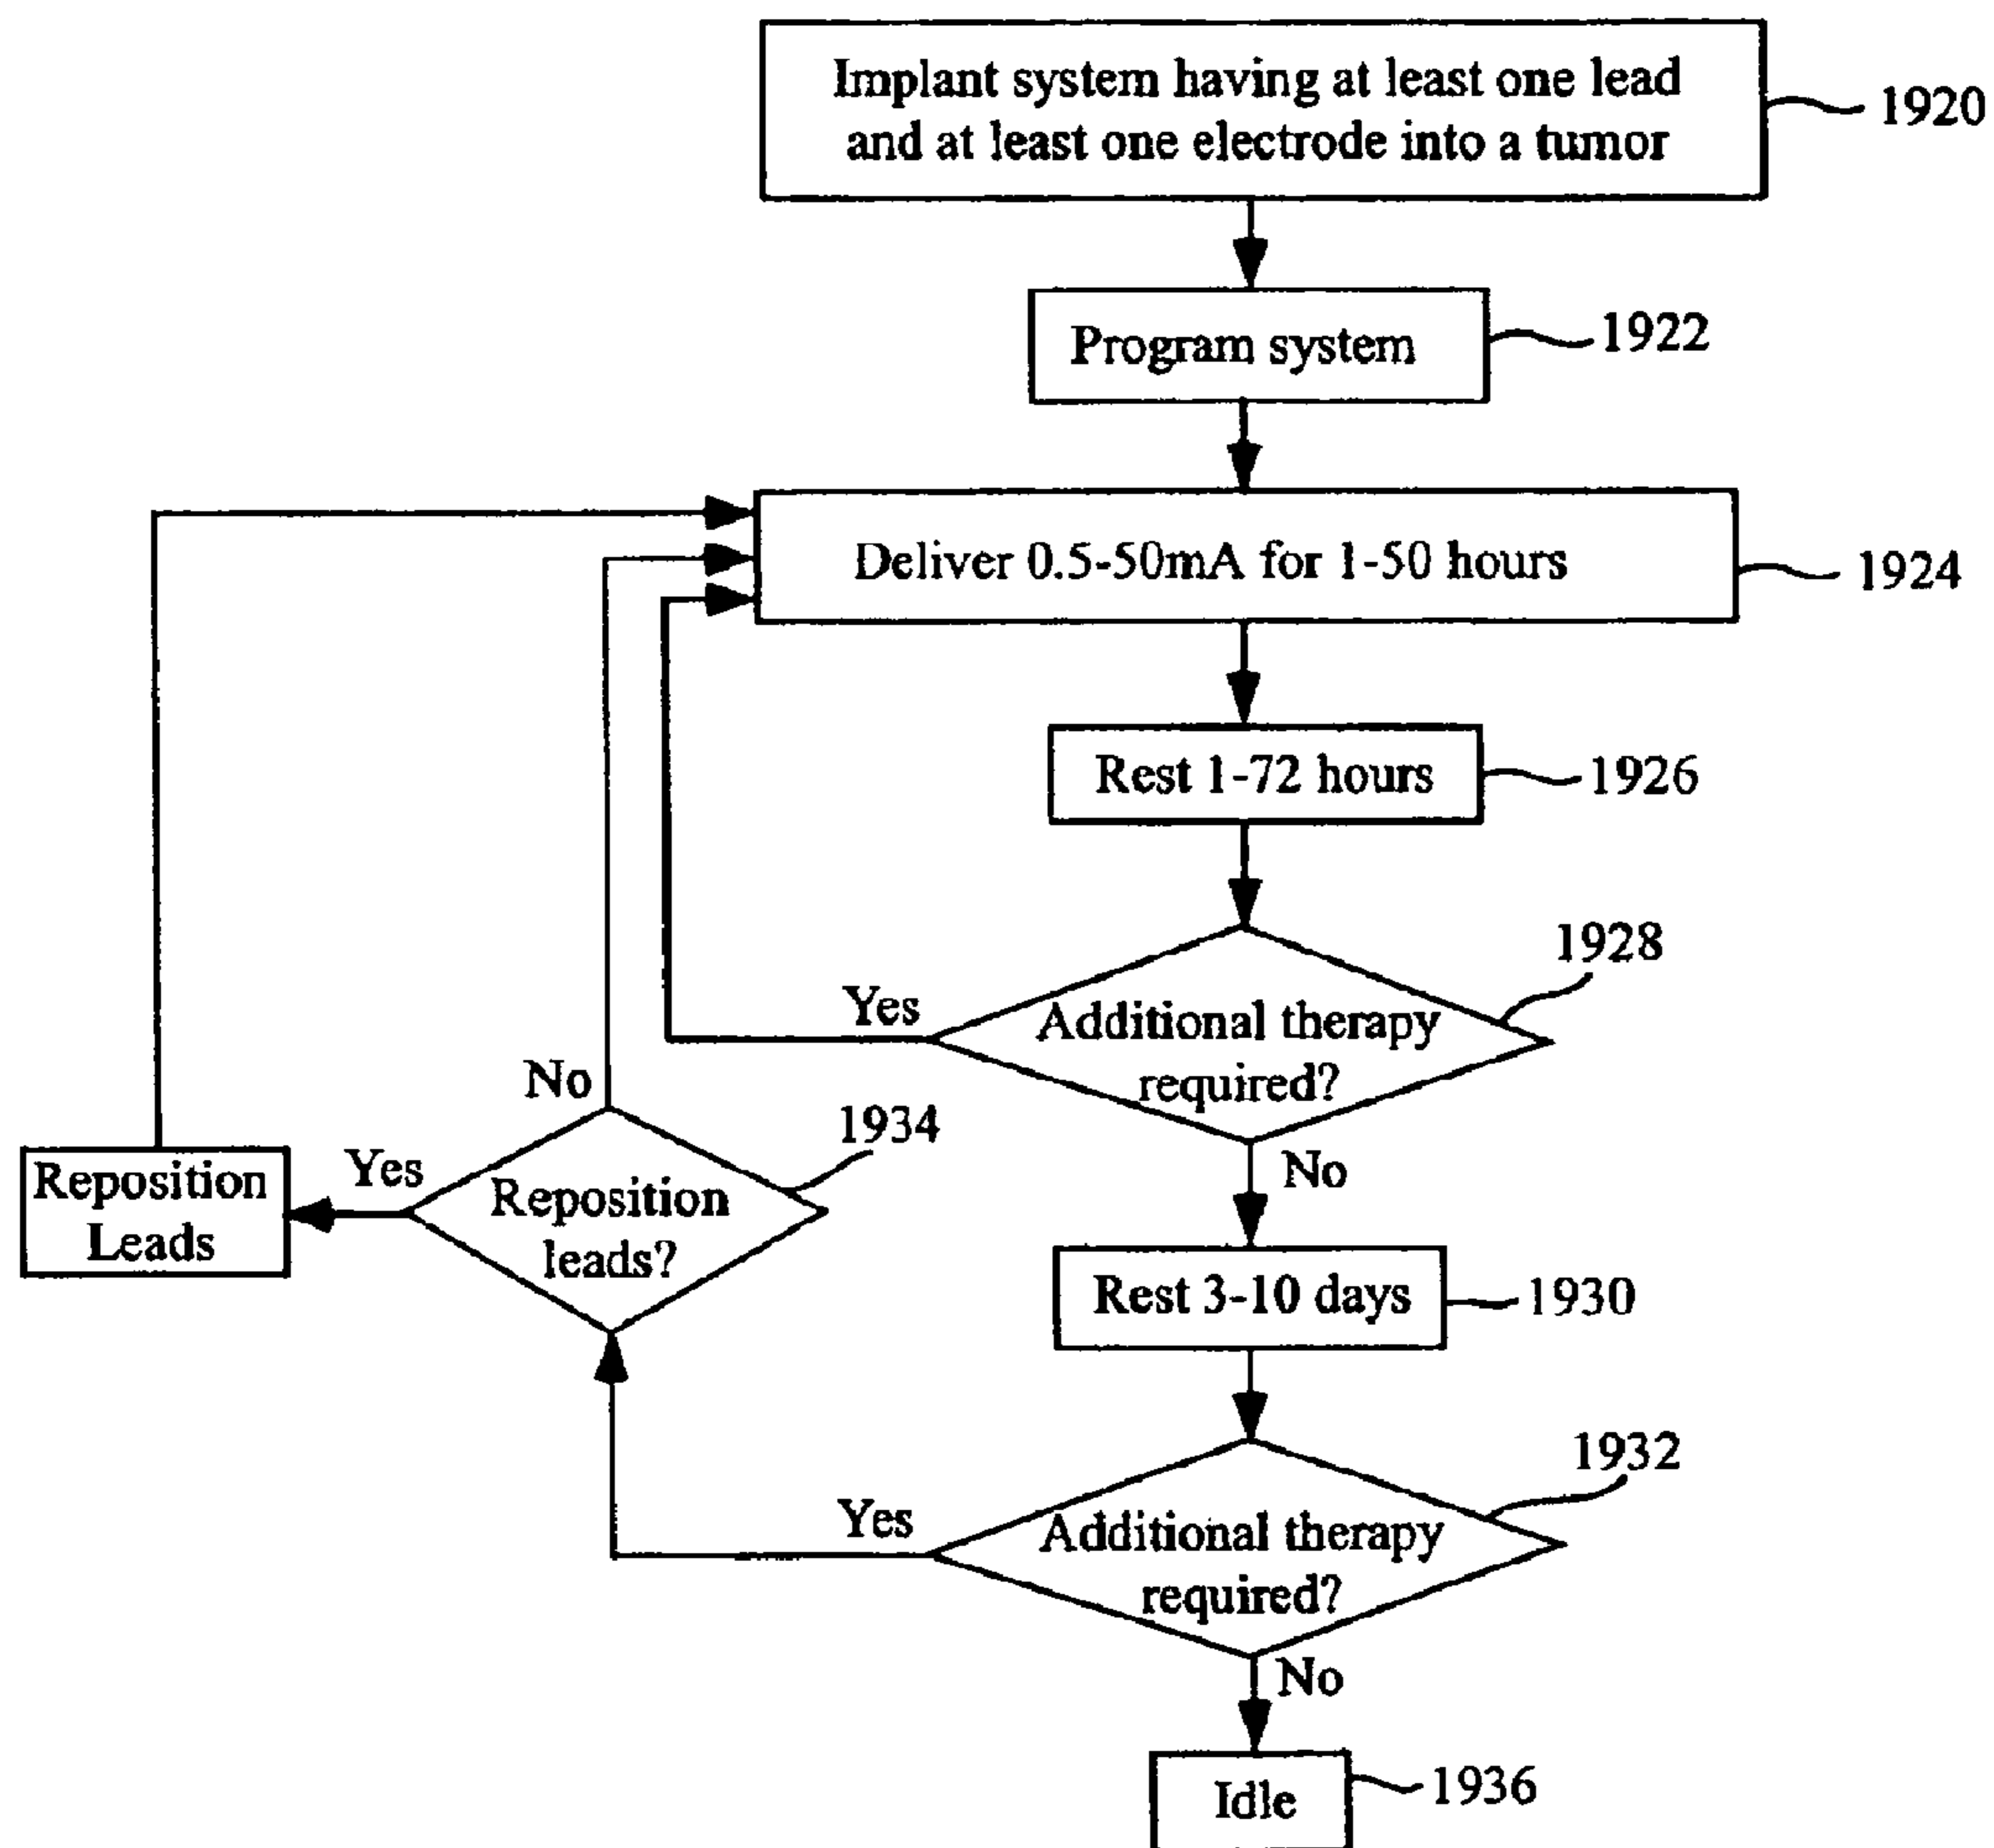 Implant system having at least one lead
and at least one electrode into a tumor
1920
Program system
1922
Deliver 0.5-50mA for 1-50 hours
1924
Rest 1-72 hours
1926
1928
Yes
Additional therapy
required?
No
No
1934
Reposition
Leads
Yes
Reposition
leads?
Rest 3-10 days
1930
1932
Yes
Additional therapy
required?
No
Idle
1936